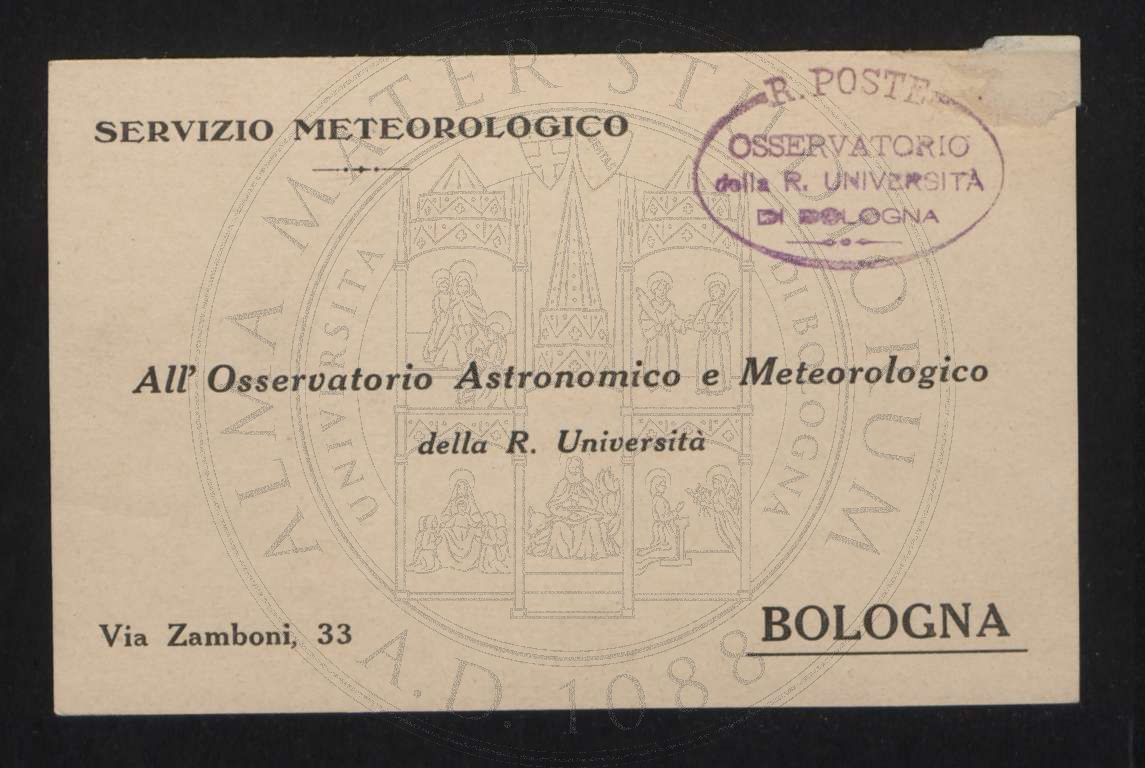 SERVIZIO METEOROLOGICO
R. POSTE
OSSERVATORIO
della R. UNIVERSITÀ
DI BOLOGNA
All' Osservatorio Astronomico e Meteorologico
della R. Università
Via Zamboni, 33
BOLOGNA
ALMA MATER STUDIORUM
A.D. 1088
UNIVERSITA DI BOLOGNA